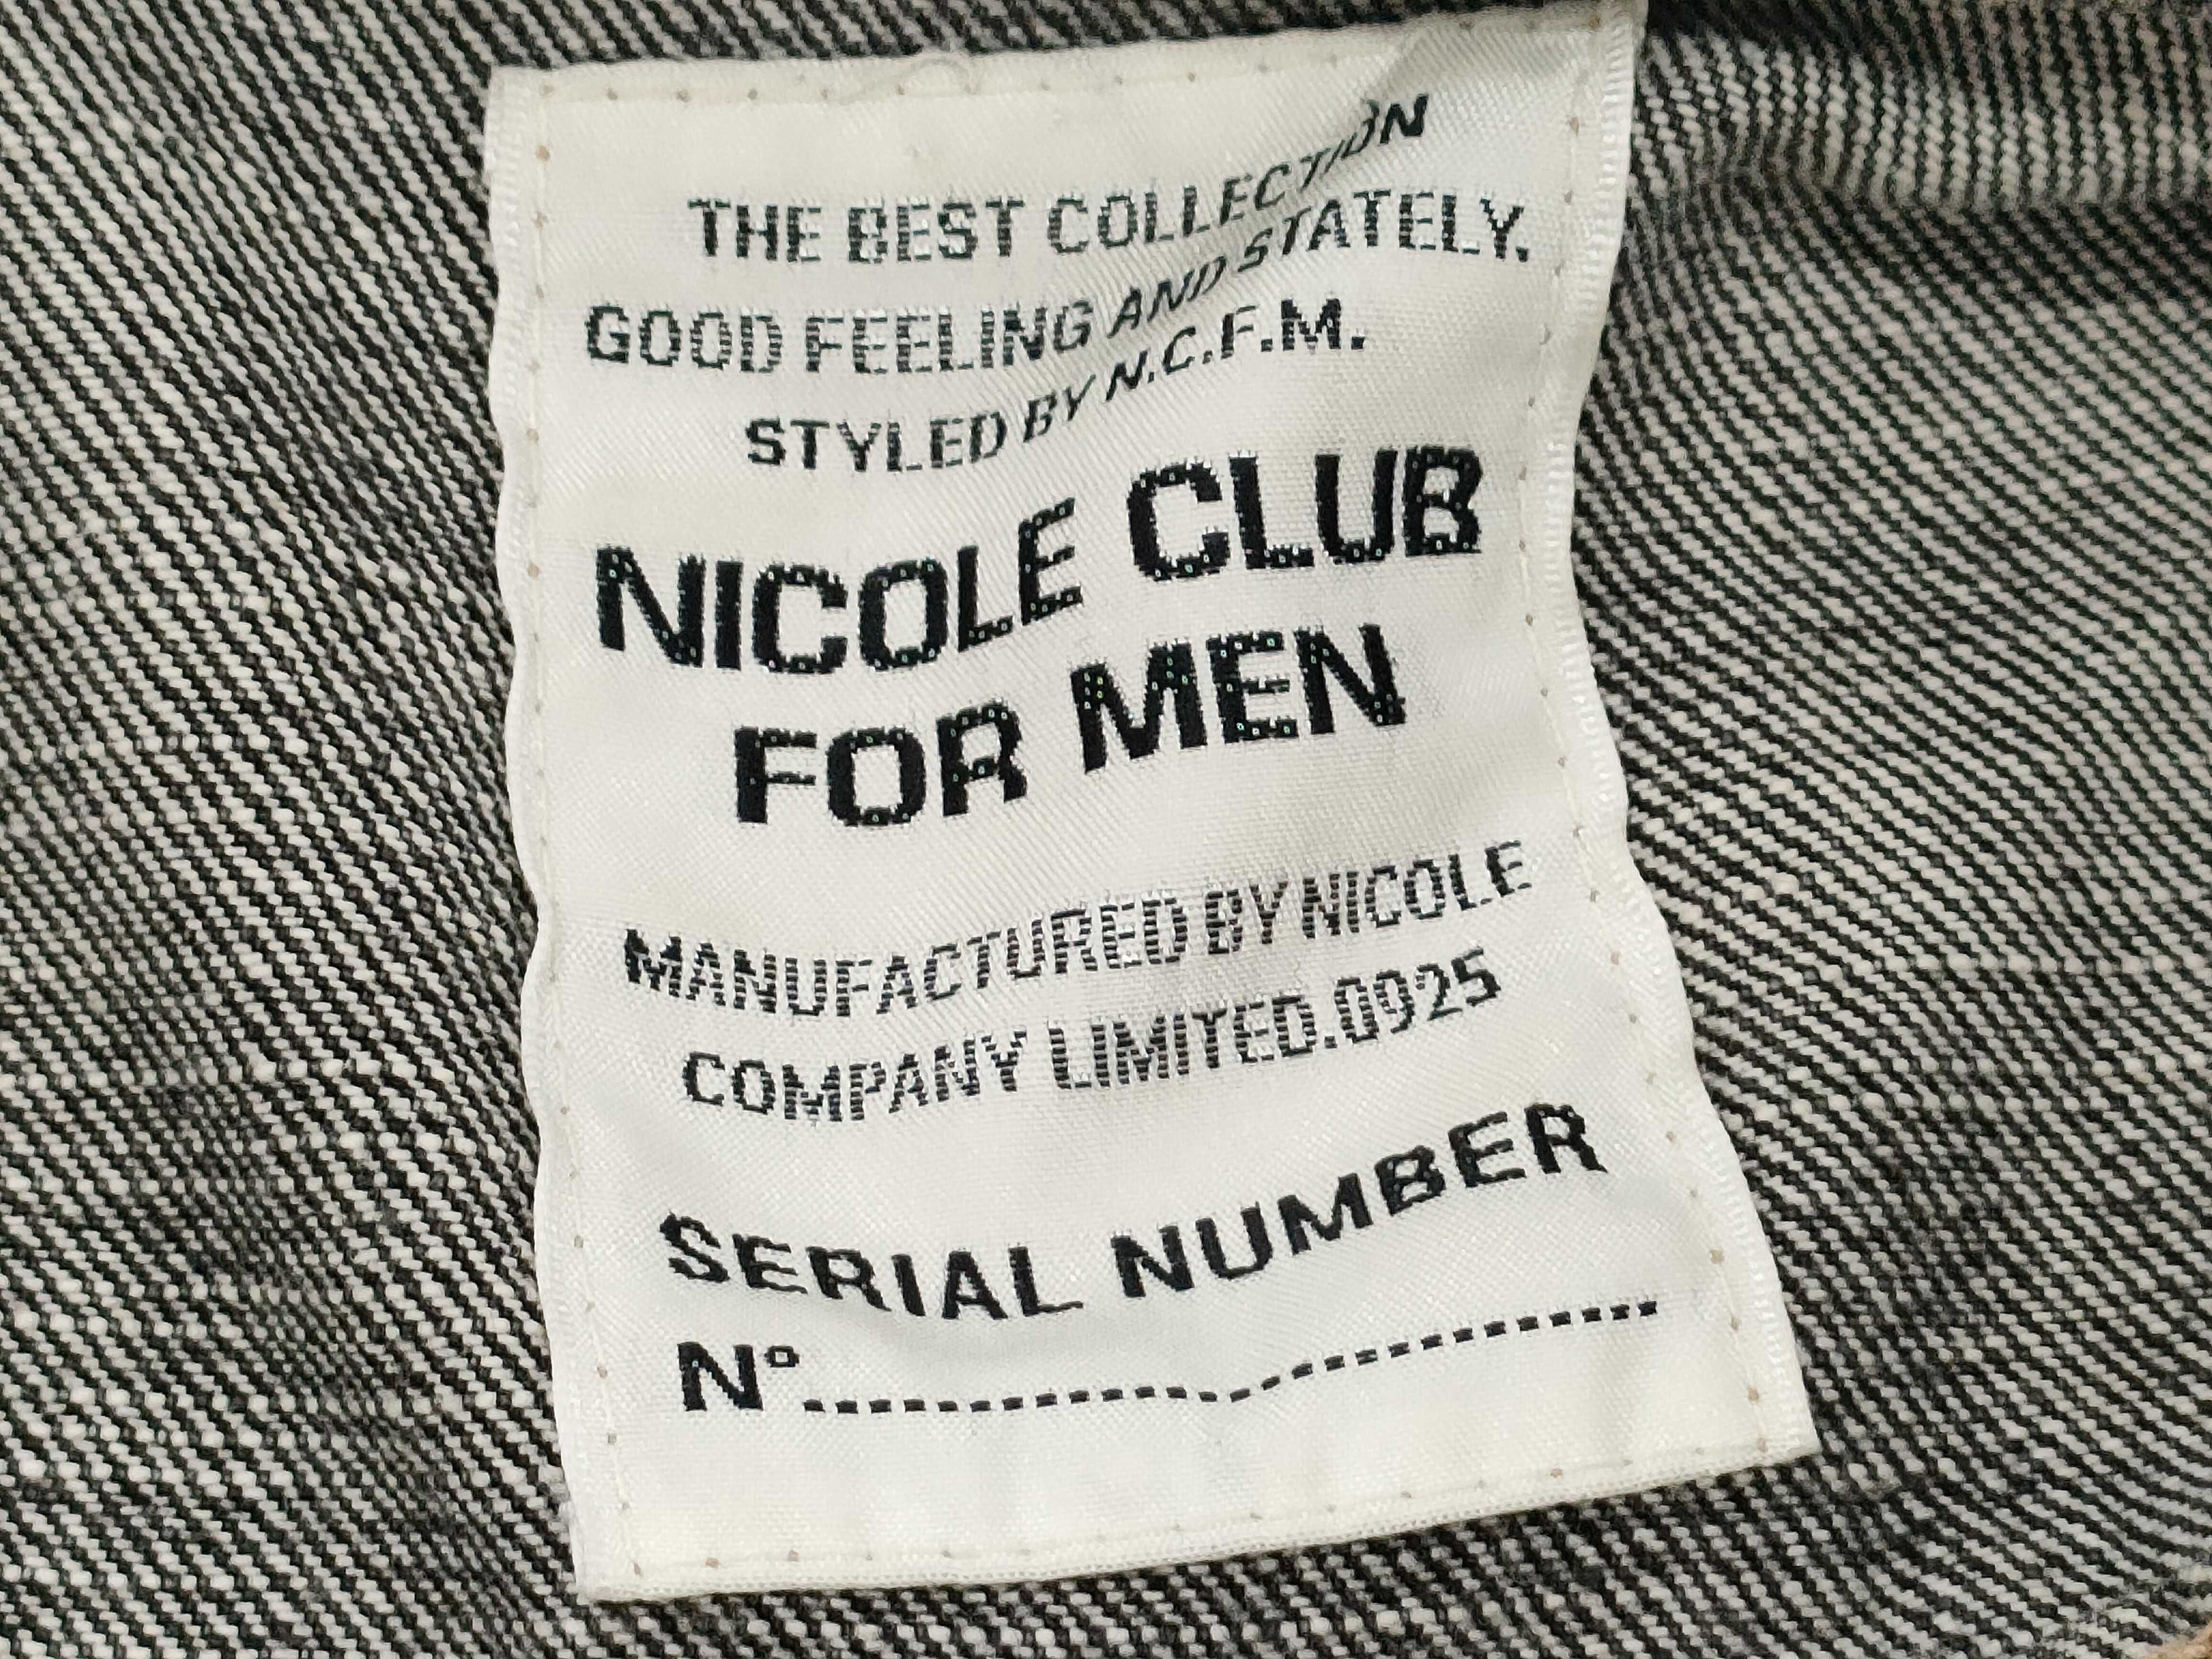 THE BEST COLLECTION
GOOD FEELING AND STATELY.
STYLED BY N.C.F.M.
NICOLE CLUB
FOR MEN
MANUFACTURED BY NICOLE
COMPANY LIMITED.0925
SERIAL NUMBER
Nº